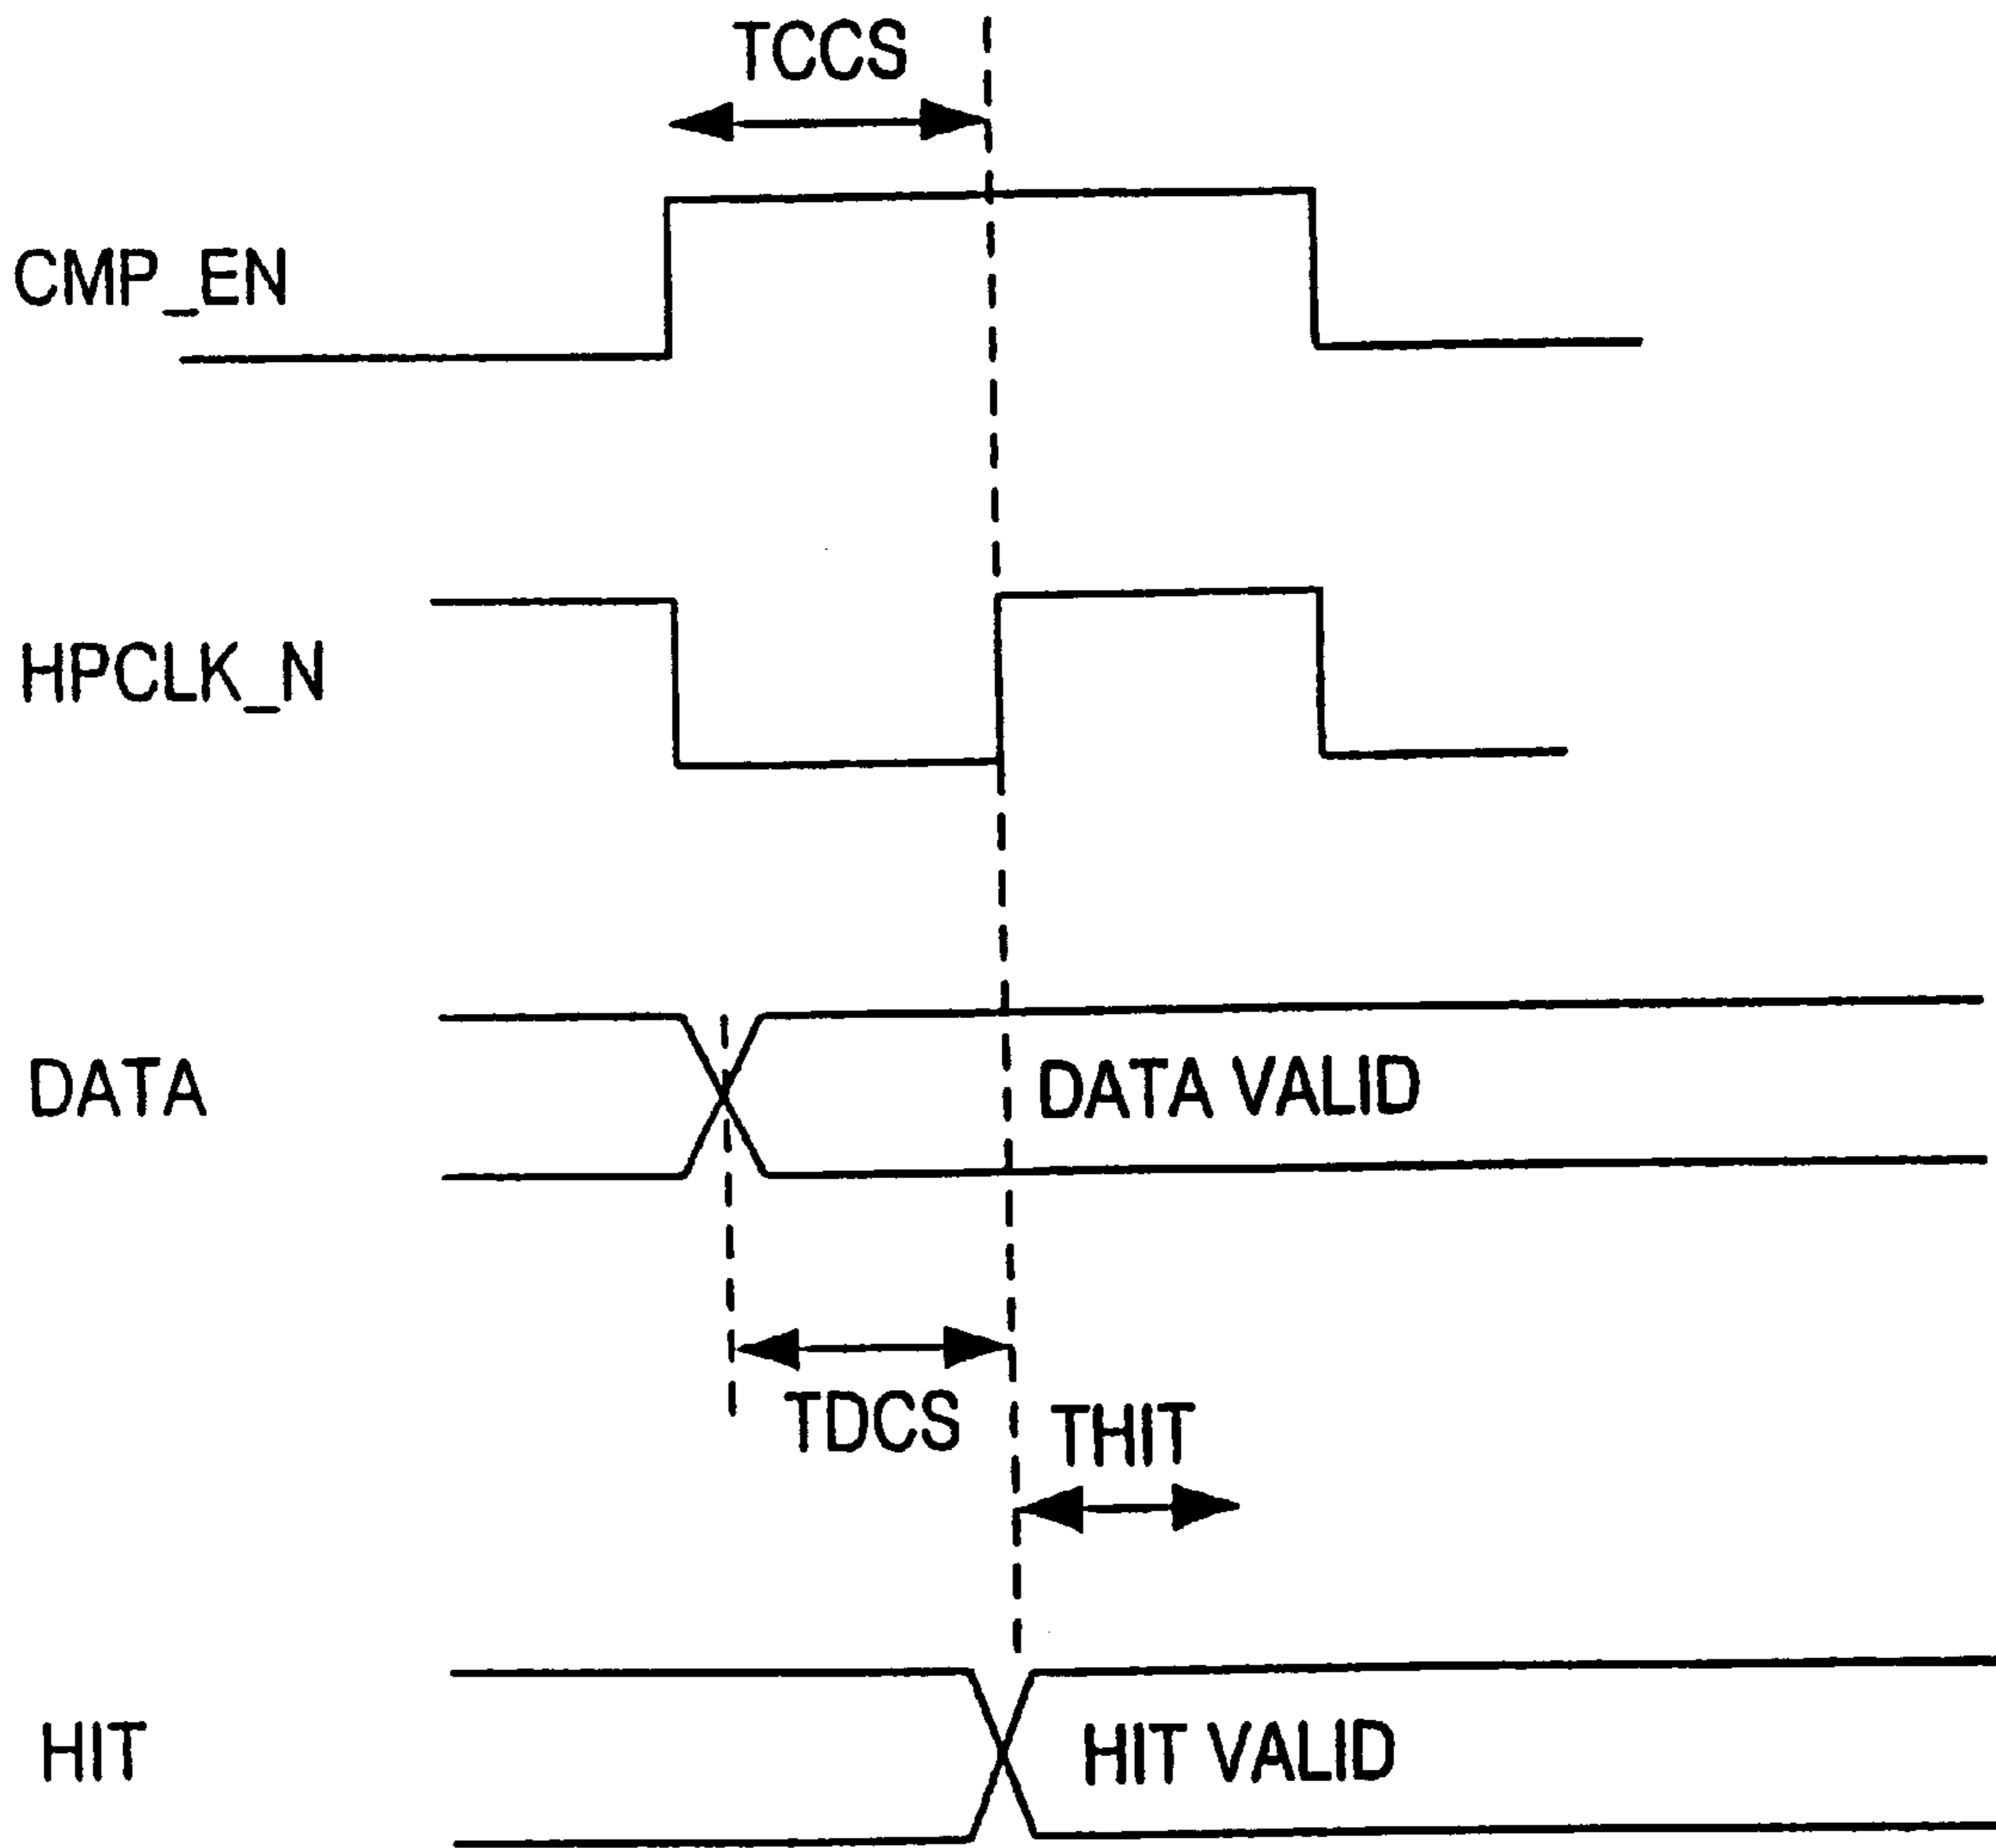 TCCS
CMP_EN
HPCLK_N
DATA
DATA VALID
TDCS
THIT
HIT
HIT VALID